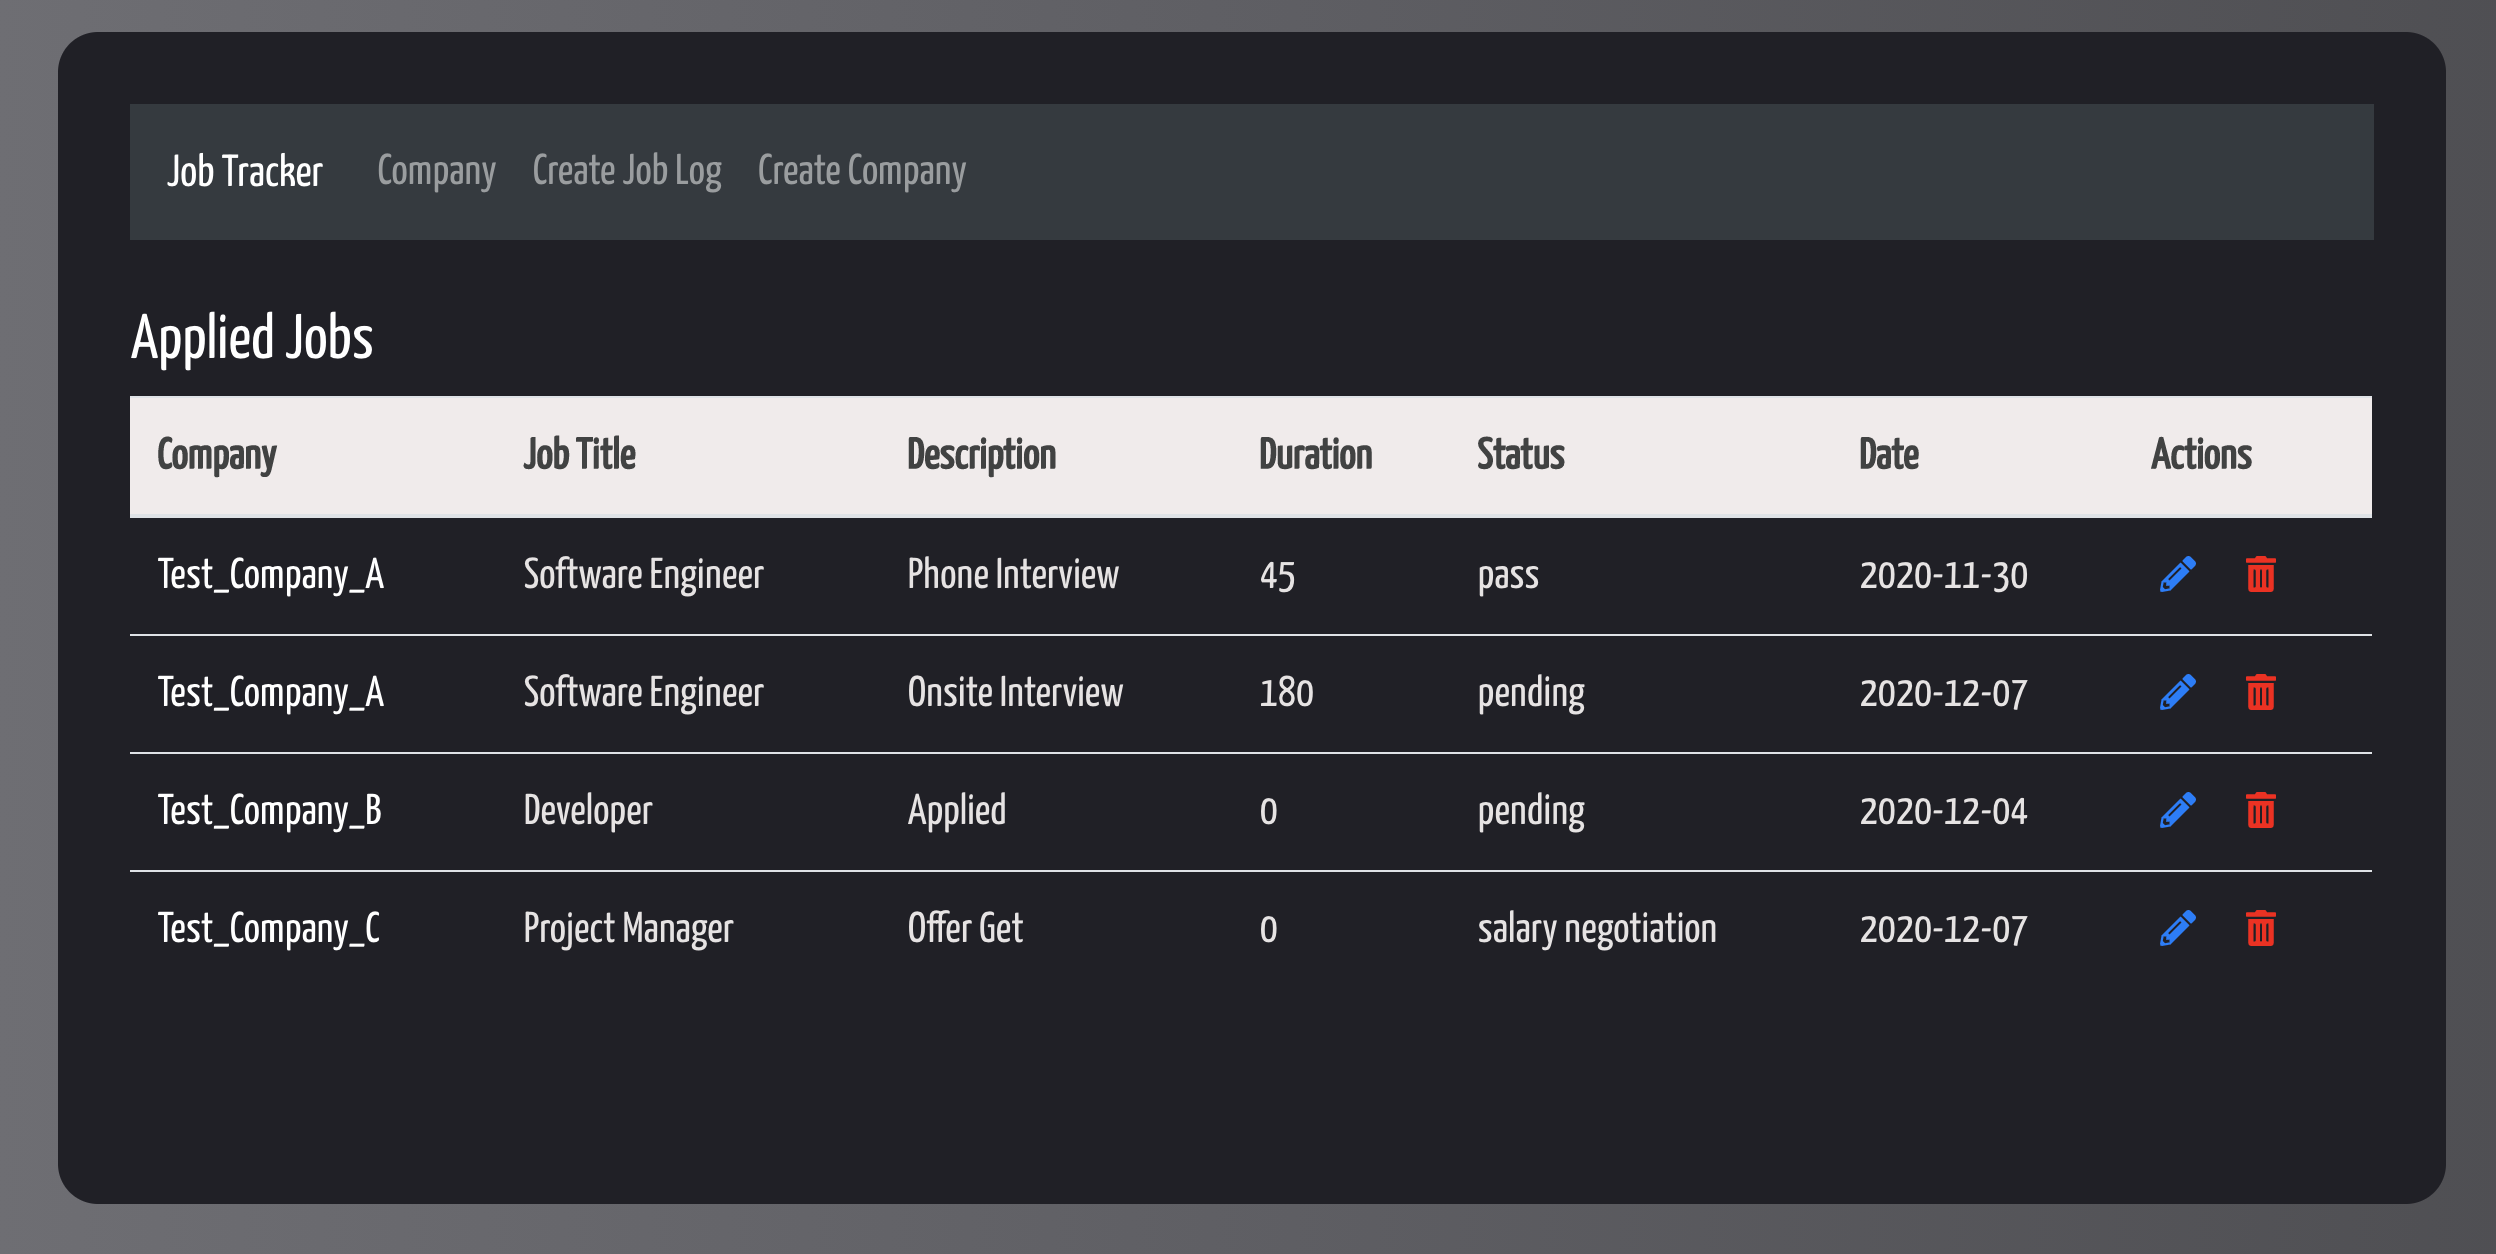 Job Tracker Company Create Job Log Create Company
Applied Jobs
Company Job Title Description Duration Status Date Actions
Test_Company_A Software Engineer Phone Interview 45 pass 2020-11-30
Test_Company_A Software Engineer Onsite Interview 180 pending 2020-12-07
Test_Company_B Developer Applied 0 pending 2020-12-04
Test_Company_C Project Manager Offer Get 0 salary negotiation 2020-12-07